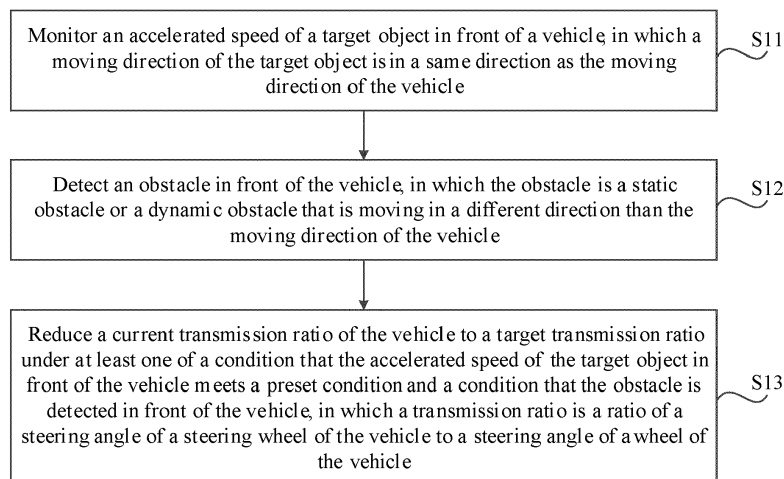 Monitor an accelerated speed of a target object in front of a vehicle, in which a
moving direction of the target object is in a same direction as the moving
direction of the vehicle
S11
Detect an obstacle in front of the vehicle, in which the obstacle is a static
obstacle or a dynamic obstacle that is moving in a different direction than the
moving direction of the vehicle
S12
Reduce a current transmission ratio of the vehicle to a target transmission ratio
under at least one of a condition that the accelerated speed of the target object in
front of the vehicle meets a preset condition and a condition that the obstacle is
detected in front of the vehicle, in which a transmission ratio is a ratio of a
steering angle of a steering wheel of the vehicle to a steering angle of a wheel of
the vehicle
S13